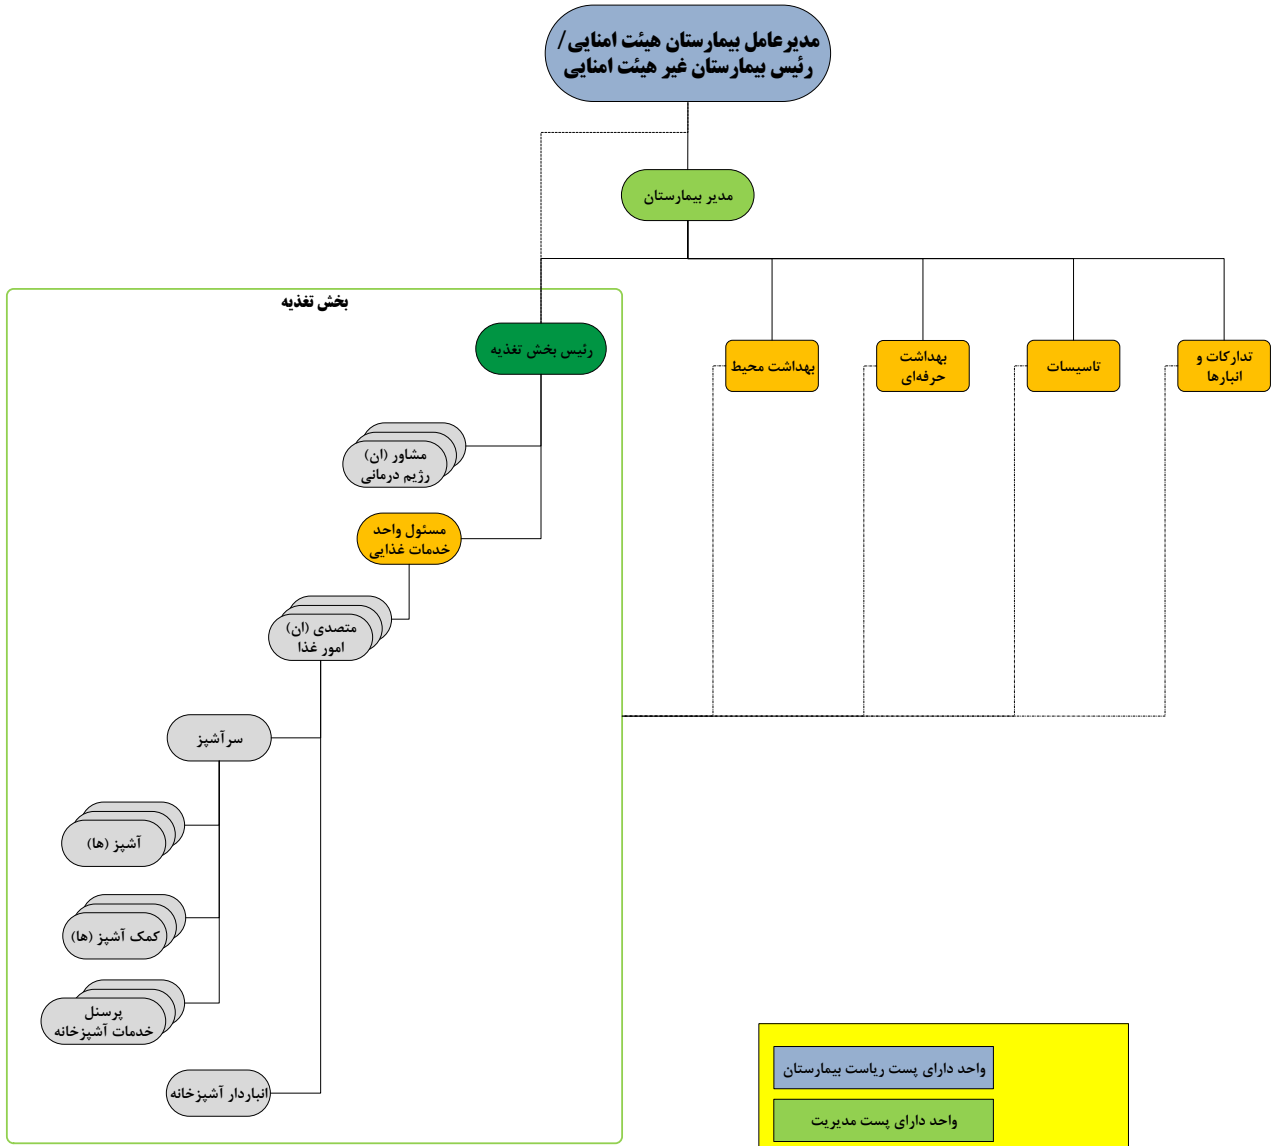 مدیرعامل بیمارستان هیئت امنایی/
رئیس بیمارستان غیر هیئت امنایی
مدیر بیمارستان
بخش تغذیه
رئیس بخش تغذیه
تدارکات و
انبارها
تاسیسات
بهداشت
حرفه‌ای
بهداشت محیط
مشاور (ان)
رژیم درمانی
مسئول واحد
خدمات غذایی
متصدی (ان)
امور غذا
سرآشپز
آشپز (ها)
کمک آشپز (ها)
پرسنل
خدمات آشپزخانه
انباردار آشپزخانه
واحد دارای پست ریاست بیمارستان
واحد دارای پست مدیریت